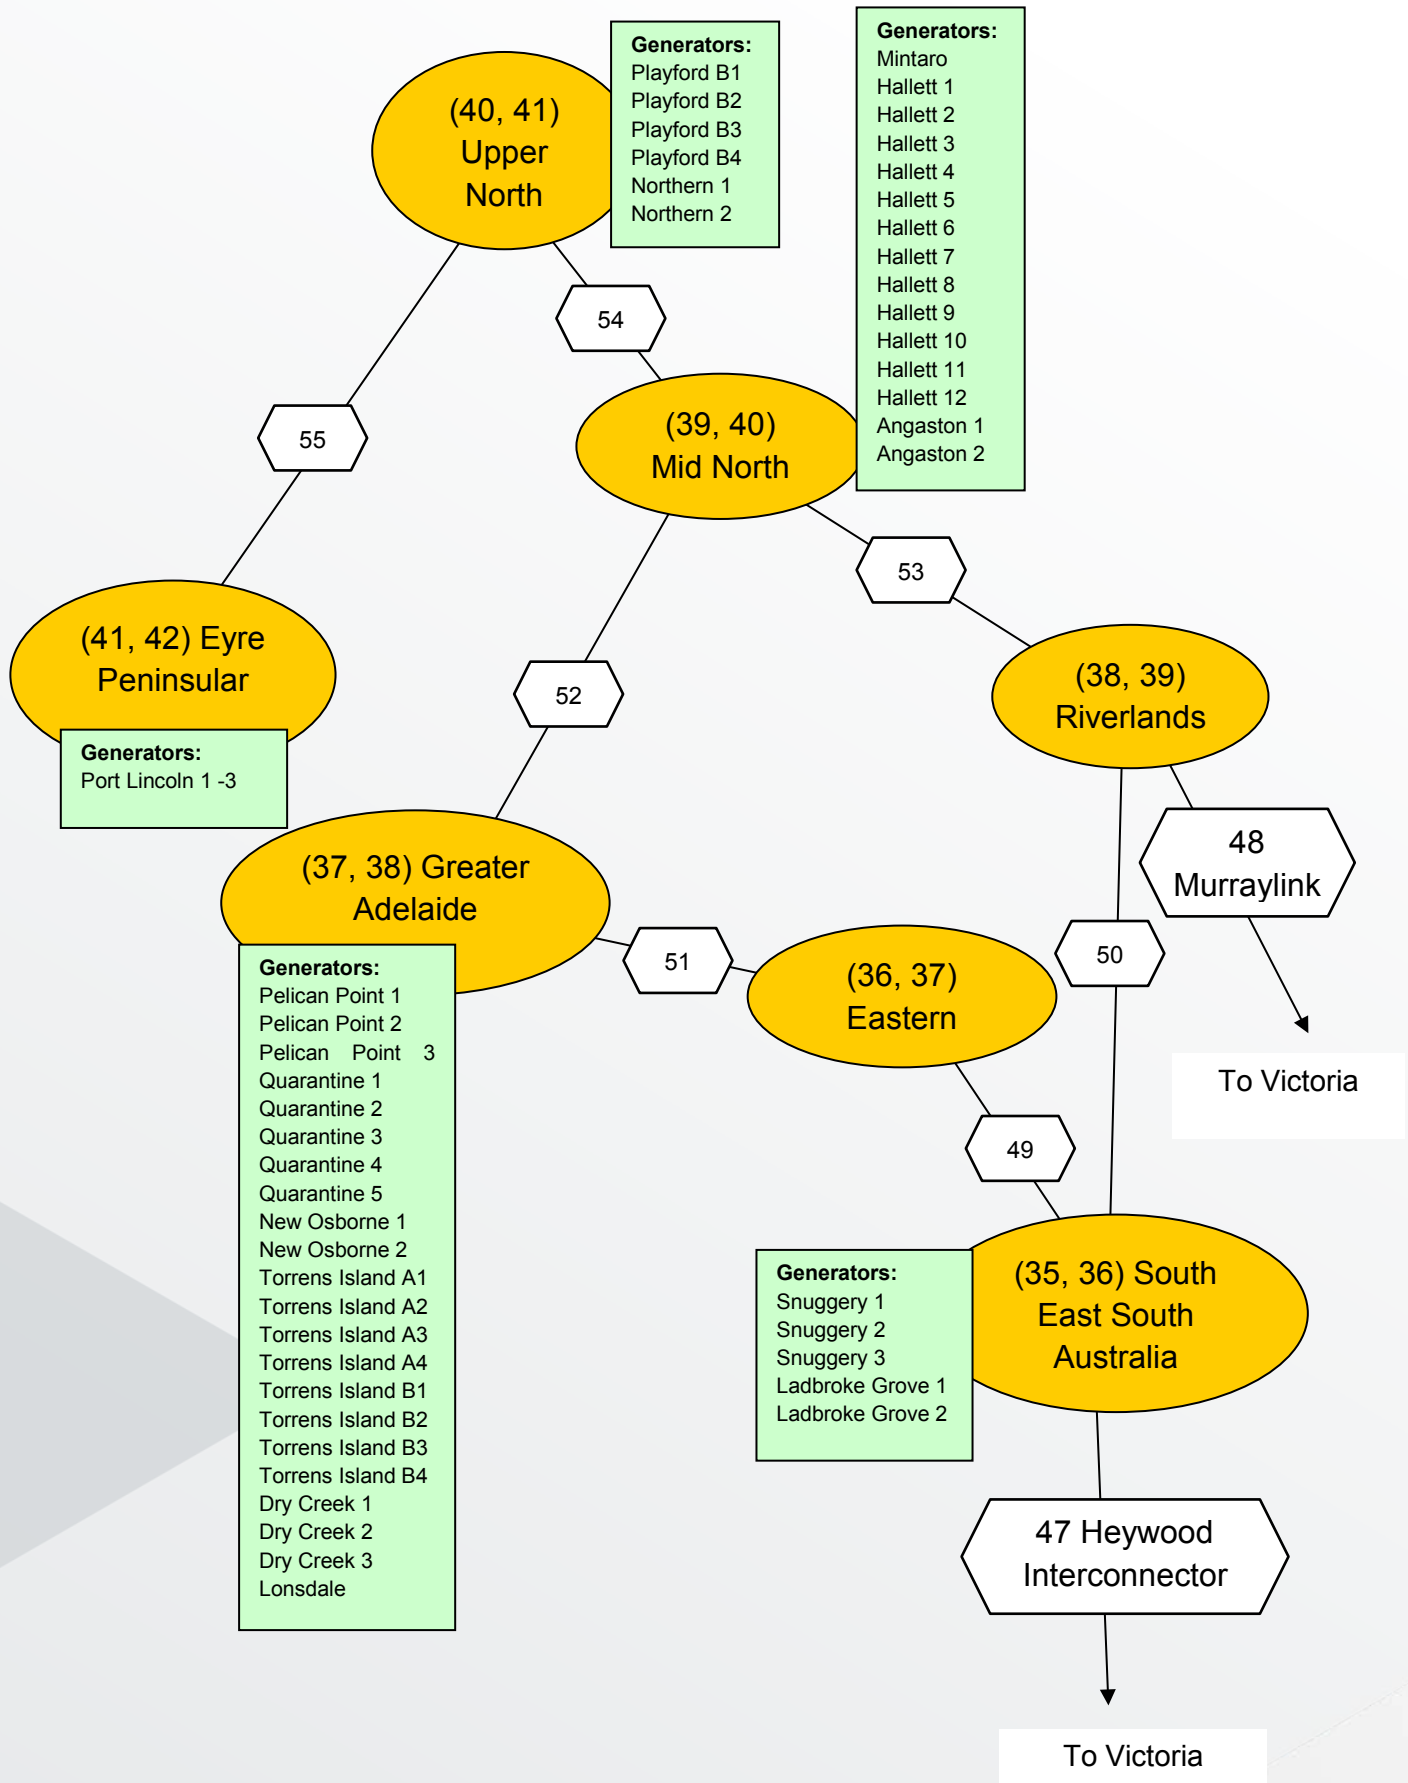 (40, 41)
Upper
North
Generators:
Playford B1
Playford B2
Playford B3
Playford B4
Northern 1
Northern 2
Generators:
Mintaro
Hallett 1
Hallett 2
Hallett 3
Hallett 4
Hallett 5
Hallett 6
Hallett 7
Hallett 8
Hallett 9
Hallett 10
Hallett 11
Hallett 12
Angaston 1
Angaston 2
54
55
(39, 40)
Mid North
53
(41, 42) Eyre
Peninsular
Generators:
Port Lincoln 1 -3
52
(38, 39)
Riverlands
48
Murraylink
To Victoria
(37, 38) Greater
Adelaide
Generators:
Pelican Point 1
Pelican Point 2
Pelican Point 3
Quarantine 1
Quarantine 2
Quarantine 3
Quarantine 4
Quarantine 5
New Osborne 1
New Osborne 2
Torrens Island A1
Torrens Island A2
Torrens Island A3
Torrens Island A4
Torrens Island B1
Torrens Island B2
Torrens Island B3
Torrens Island B4
Dry Creek 1
Dry Creek 2
Dry Creek 3
Lonsdale
51
(36, 37)
Eastern
50
49
Generators:
Snuggery 1
Snuggery 2
Snuggery 3
Ladbroke Grove 1
Ladbroke Grove 2
(35, 36) South
East South
Australia
47 Heywood
Interconnector
To Victoria